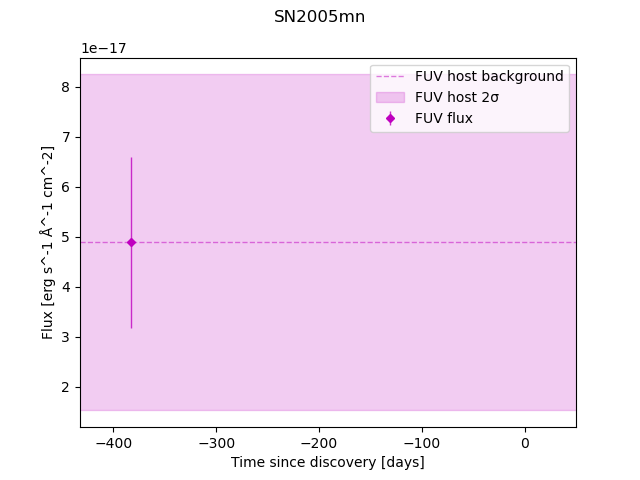 SN2005mn
1e−17
FUV host background
FUV host 2σ
FUV flux
8
7
6
5
4
3
2
Flux [erg s^-1 Å^-1 cm^-2]
−400
−300
−200
−100
0
Time since discovery [days]